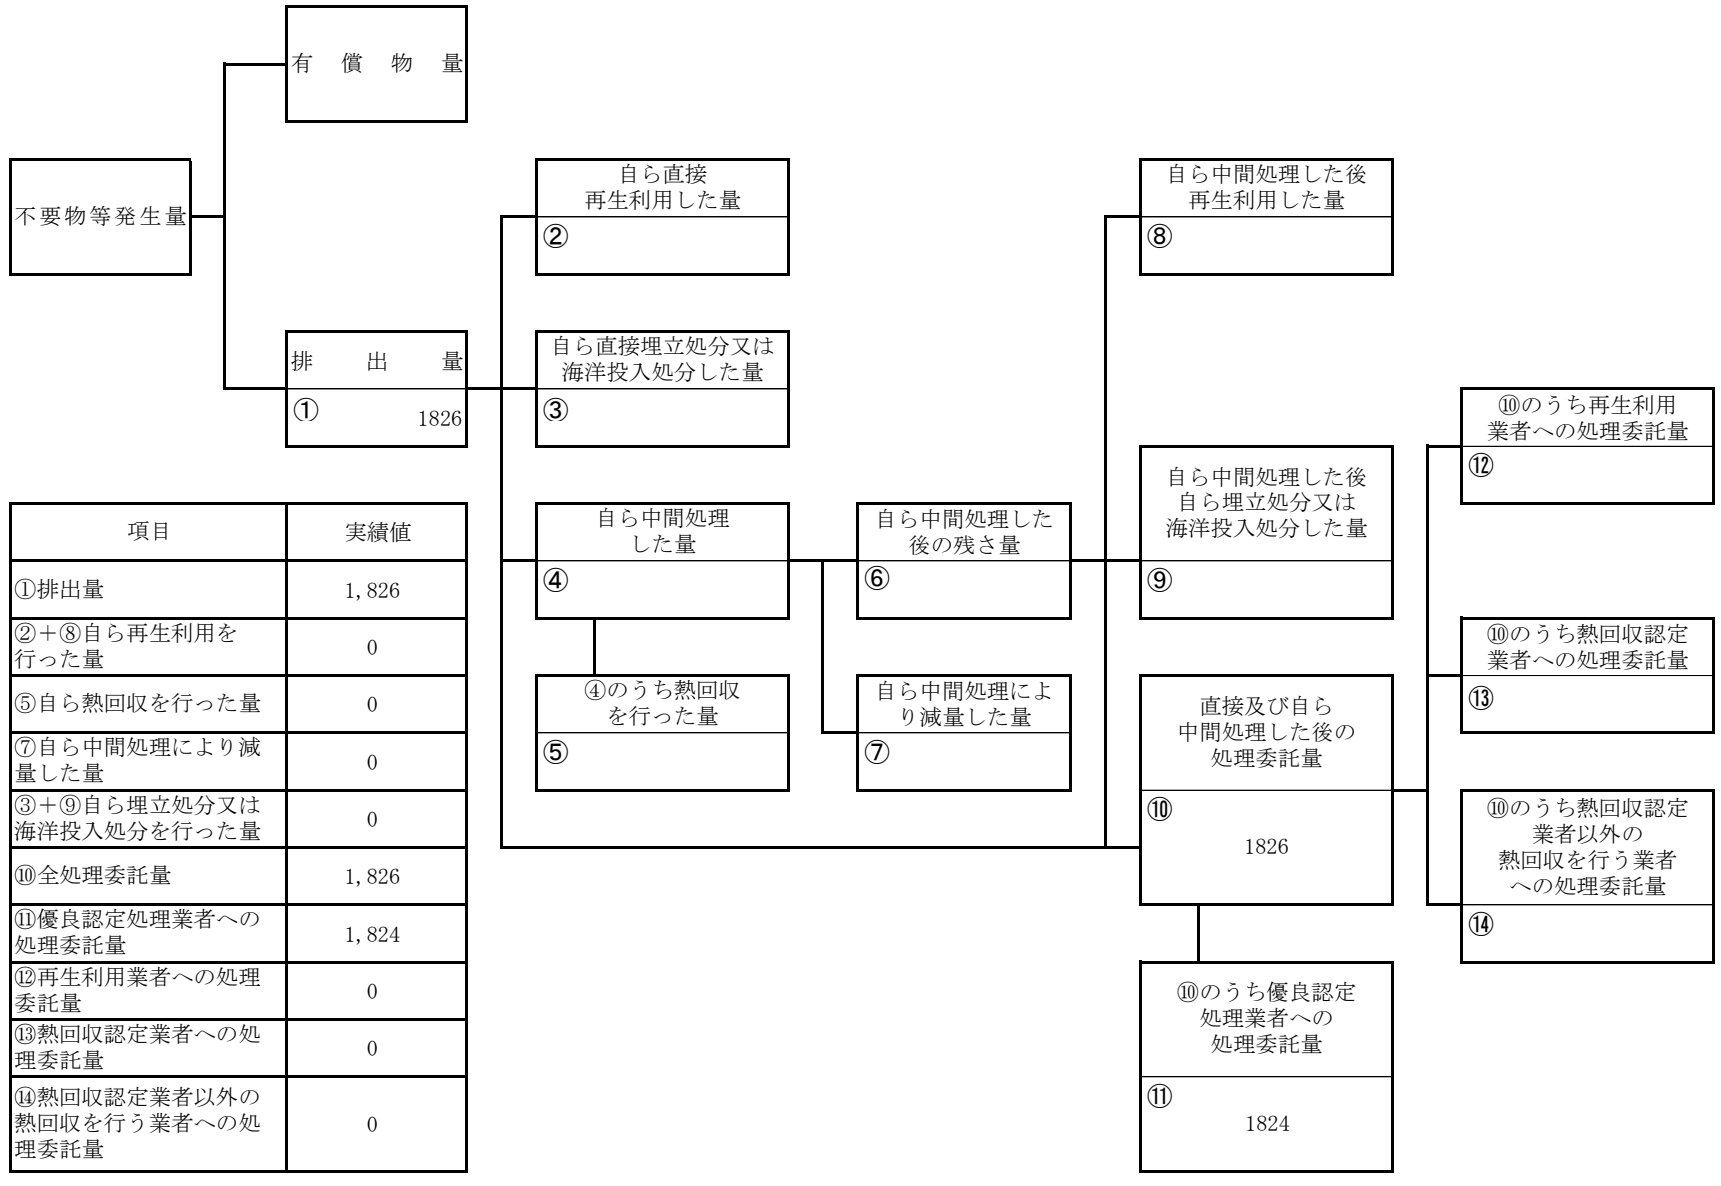 有償物量
不要物等発生量
自ら直接
再生利用した量
②
自ら中間処理した後
再生利用した量
⑧
排出量
①
1826
自ら直接埋立処分又は
海洋投入処分した量
③
⑩のうち再生利用
業者への処理委託量
⑫
自ら中間処理
した量
④
自ら中間処理した
後の残さ量
⑥
自ら中間処理した後
自ら埋立処分又は
海洋投入処分した量
⑨
⑩のうち熱回収認定
業者への処理委託量
⑬
④のうち熱回収
を行った量
⑤
自ら中間処理によ
り減量した量
⑦
直接及び自ら
中間処理した後の
処理委託量
⑩
1826
⑩のうち熱回収認定
業者以外の
熱回収を行う業者
への処理委託量
⑭
⑩のうち優良認定
処理業者への
処理委託量
⑪
1824
項目 実績値
①排出量 1,826
②+⑧自ら再生利用を
行った量
0
⑤自ら熱回収を行った量 0
⑦自ら中間処理により減
量した量
0
③+⑨自ら埋立処分又は
海洋投入処分を行った量
0
⑩全処理委託量 1,826
⑪優良認定処理業者への
処理委託量
1,824
⑫再生利用業者への処理
委託量
0
⑬熱回収認定業者への処
理委託量
0
⑭熱回収認定業者以外の
熱回収を行う業者への処
理委託量
0